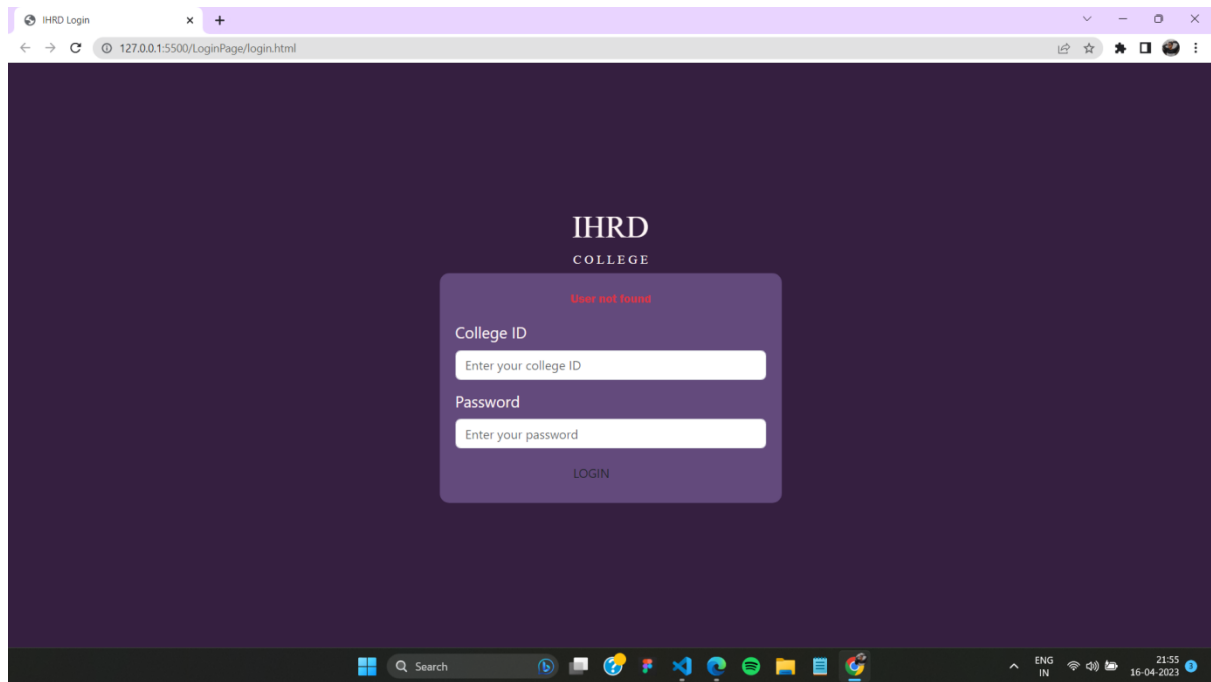 IHRD Login
127.0.0.1:5500/LoginPage/login.html
IHRD
COLLEGE
User not found
College ID
Enter your college ID
Password
Enter your password
LOGIN
Search
ENG
IN
21:55
16-04-2023
3